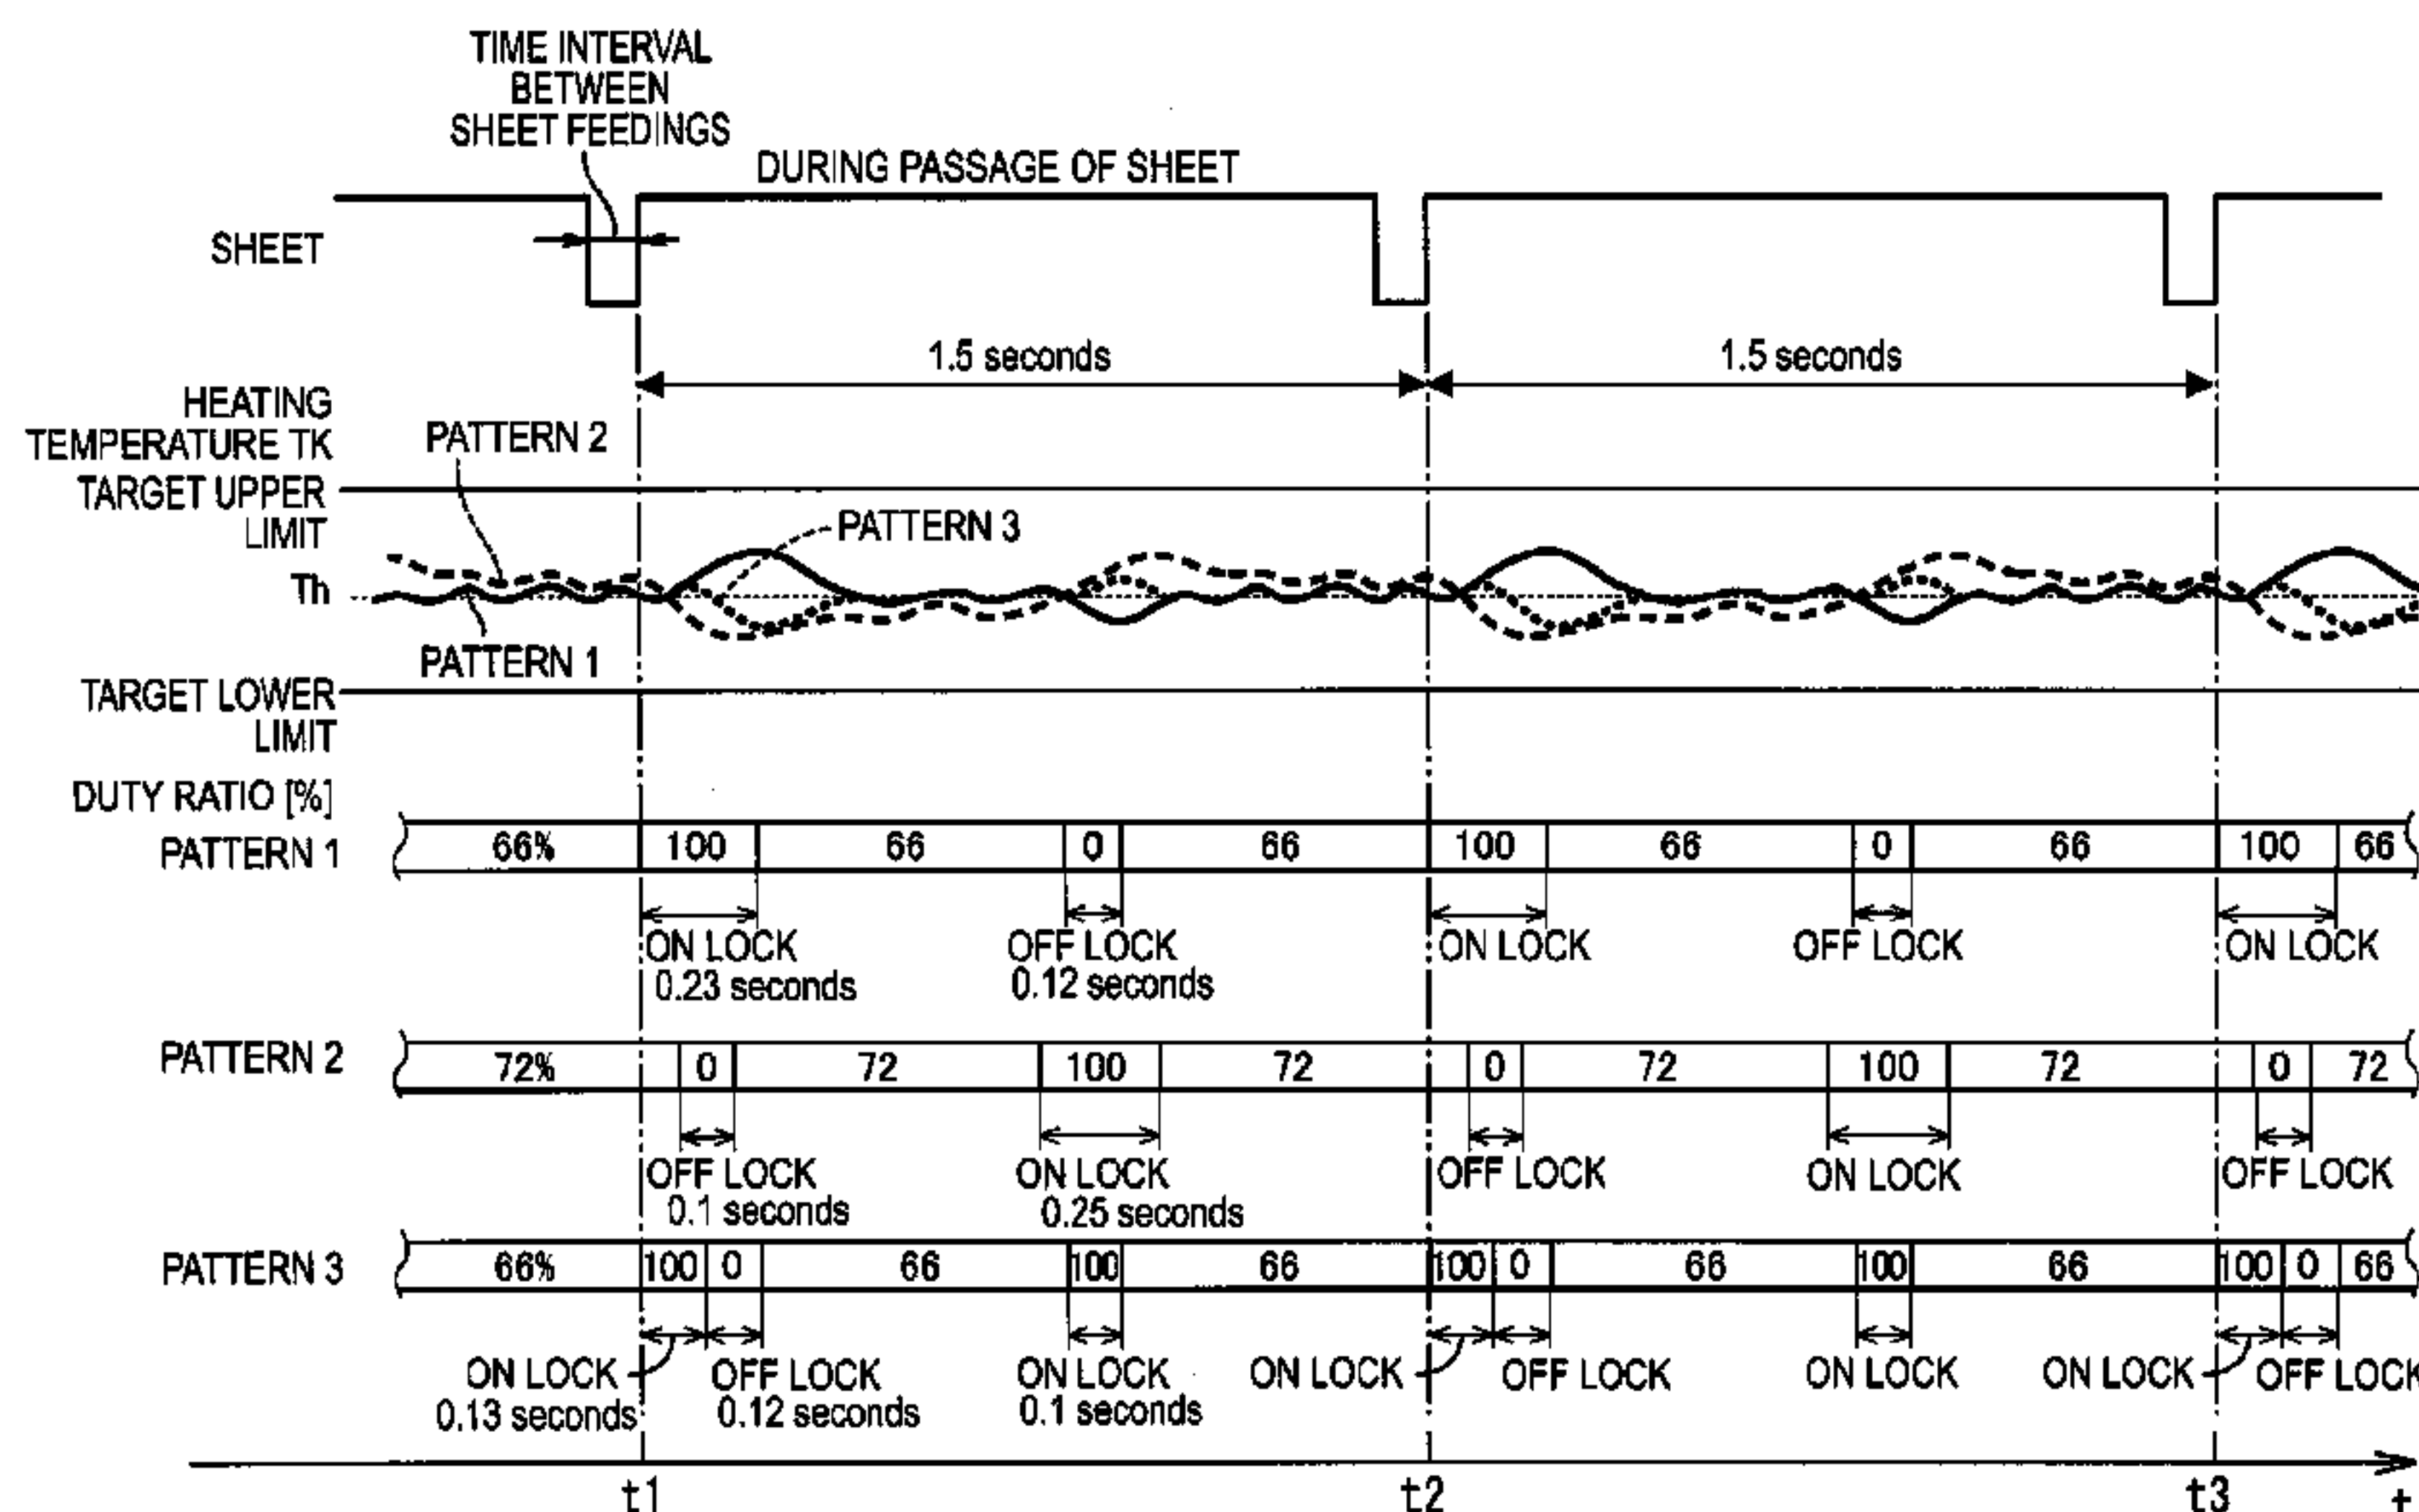 TIME INTERVAL
BETWEEN
SHEET FEEDINGS
DURING PASSAGE OF SHEET
SHEET
1.5 seconds
1.5 seconds
HEATING
TEMPERATURE TK
PATTERN 2
TARGET UPPER
LIMIT
PATTERN 3
Th
PATTERN 1
TARGET LOWER
LIMIT
DUTY RATIO [%]
PATTERN 1
66% 100 66 0 66 100 66 0 66 100 66
ON LOCK
0.23 seconds
OFF LOCK
0.12 seconds
ON LOCK
OFF LOCK
ON LOCK
PATTERN 2
72% 0 72 100 72 0 72 100 72 0 72
OFF LOCK
0.1 seconds
ON LOCK
0.25 seconds
OFF LOCK
ON LOCK
OFF LOCK
PATTERN 3
66% 100 0 66 100 66 100 0 66 100 66 100 0 66
ON LOCK
0.13 seconds
OFF LOCK
0.12 seconds
ON LOCK
0.1 seconds
ON LOCK
OFF LOCK
ON LOCK
ON LOCK
OFF LOCK
t1
t2
t3
t